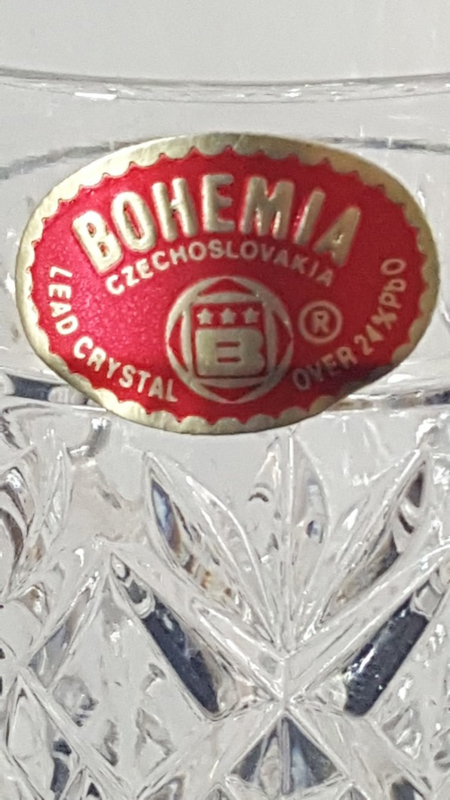 BOHEMIA
CZECHOSLOVAKIA
LEAD CRYSTAL
B
®
OVER 24% PbO